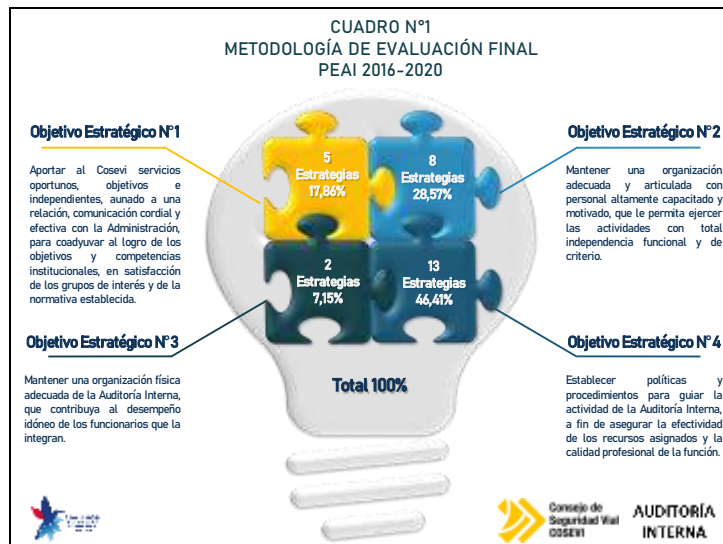 CUADRO N°1
METODOLOGÍA DE EVALUACIÓN FINAL
PEAI 2016-2020
Objetivo Estratégico N°1
Aportar al Cosevi servicios
oportunos, objetivos e
independientes, aunado a una
relación, comunicación cordial y
efectiva con la Administración,
para coadyuvar al logro de los
objetivos y competencias
institucionales, en satisfacción
de los grupos de interés y de la
normativa establecida.
5
Estrategias
17,86%
8
Estrategias
28,57%
Objetivo Estratégico N°2
Mantener una organización
adecuada y articulada con
personal altamente capacitado y
motivado, que le permita ejercer
las actividades con total
independencia funcional y de
criterio.
2
Estrategias
7,15%
13
Estrategias
46,41%
Objetivo Estratégico N°3
Mantener una organización física
adecuada de la Auditoría Interna,
que contribuya al desempeño
idóneo de los funcionarios que la
integran.
Total 100%
Objetivo Estratégico N°4
Establecer políticas y
procedimientos para guiar la
actividad de la Auditoría Interna,
a fin de asegurar la efectividad
de los recursos asignados y la
calidad profesional de la función.
Consejo de
Seguridad Vial
COSEVI
AUDITORÍA
INTERNA